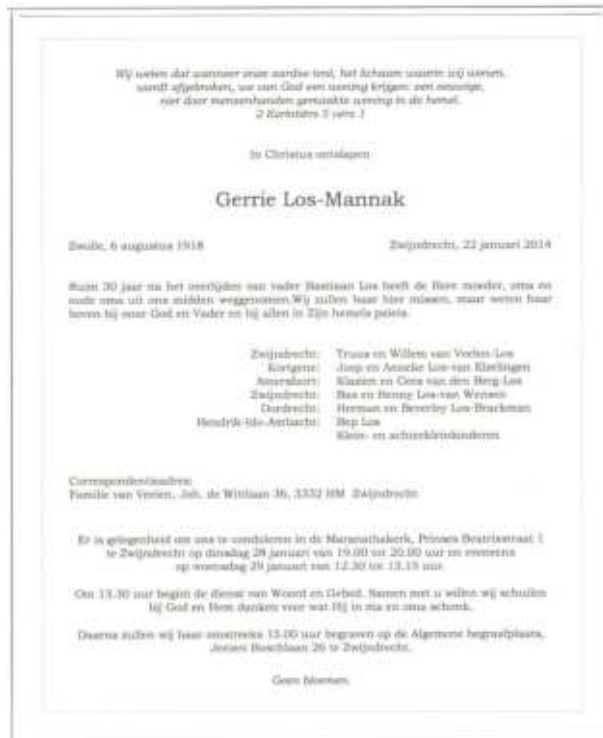 Wij weten dat wanneer onze aardse tent, het lichaam waarin wij wonen,
wordt afgebroken, we van God een woning krijgen: een eeuwige,
niet door mensenhanden gemaakte woning in de hemel.
2 Korintiërs 5 vers 1
In Christus ontslapen
Gerrie Los-Mannak
Zwolle, 6 augustus 1918 Zwijndrecht, 22 januari 2014
Ruim 30 jaar na het overlijden van vader Bastiaan Los heeft de Here moeder, oma en
oude oma uit ons midden weggenomen. Wij zullen haar hier missen, maar weten haar
boven bij onze God en Vader en bij allen in Zijn hemels paleis.
Zwijndrecht: Truus en Willem van Veelen-Los
Kortgene: Joop en Anneke Los-van
Amersfoort: Klazien en Cees van den Berg-Los
Zwijndrecht: Bas en Henny Los-van Wensen
Dordrecht: Herman en Beverley Los-Brackman
Hendrik-Ido-Ambacht: Bep Los
Klein- en achterkleinkinderen
Correspondentieadres:
Familie van Veelen, Joh. de Wittlaan 36, 3332 HM Zwijndrecht
Er is gelegenheid om ons te condoleren in de Maranathakerk, Prinses Beatrixstraat 1
te Zwijndrecht op dinsdag 28 januari van 19.00 tot 20.00 uur en eveneens
op woensdag 29 januari van 12.30 tot 13.15 uur.
Om 13.30 uur begint de dienst van Woord en Gebed. Samen met u willen wij schuilen
bij God en Hem danken voor wat Hij in ma en oma schonk.
Daarna zullen wij haar omstreeks 15.00 uur begraven op de Algemene begraafplaats,
Jeroen Boschlaan 26 te Zwijndrecht.
Geen bloemen.